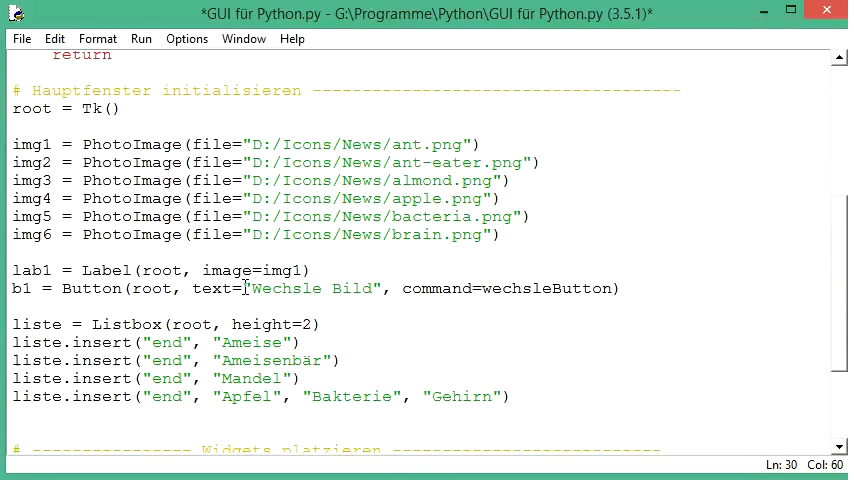 *GUI für Python.py - G:\Programme\Python\GUI für Python.py (3.5.1)*
File Edit Format Run Options Window Help
return
# Hauptfenster initialisieren -------------------------------------
root = Tk()
img1 = PhotoImage(file="D:/Icons/News/ant.png")
img2 = PhotoImage(file="D:/Icons/News/ant-eater.png")
img3 = PhotoImage(file="D:/Icons/News/almond.png")
img4 = PhotoImage(file="D:/Icons/News/apple.png")
img5 = PhotoImage(file="D:/Icons/News/bacteria.png")
img6 = PhotoImage(file="D:/Icons/News/brain.png")
lab1 = Label(root, image=img1)
b1 = Button(root, text="Wechsle Bild", command=wechsleButton)
liste = Listbox(root, height=2)
liste.insert("end", "Ameise")
liste.insert("end", "Ameisenbär")
liste.insert("end", "Mandel")
liste.insert("end", "Apfel", "Bakterie", "Gehirn")
# ---------------- Widgets platzieren ---------------------------
Ln: 30 Col: 60